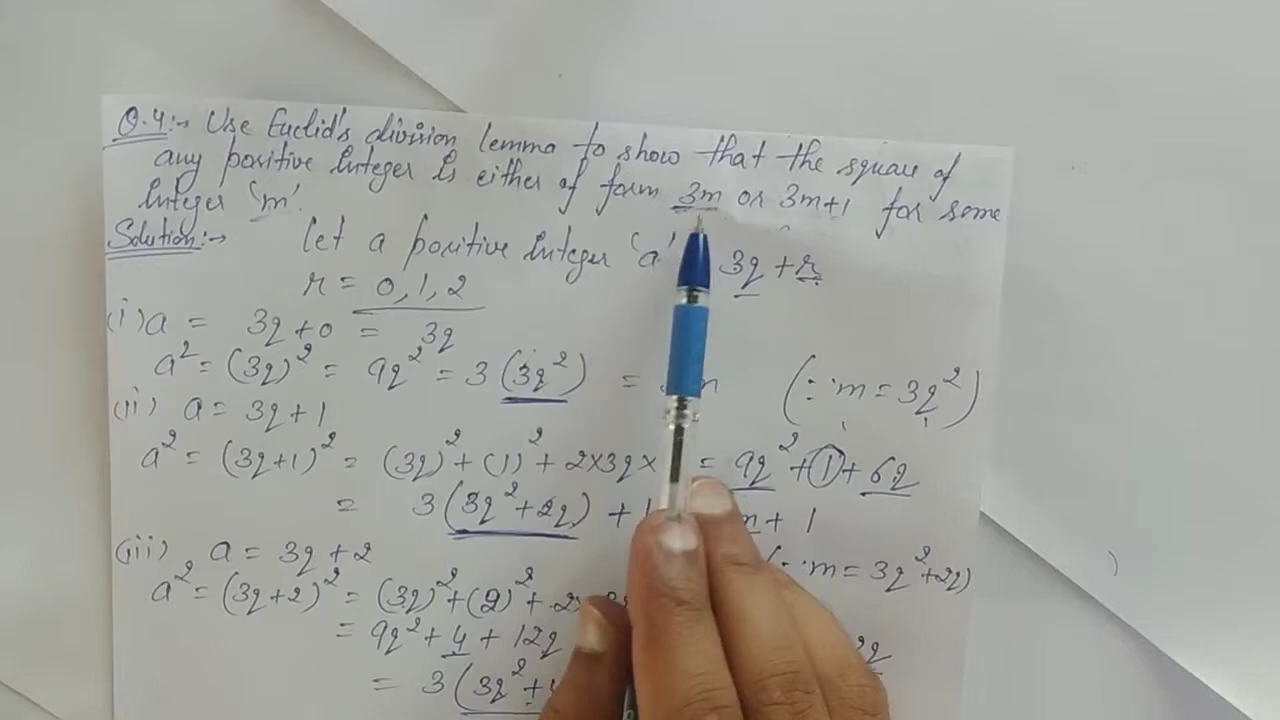 Q.4:→ Use Euclid's division lemma to show that the square of
any positive Integer is either of form 3m or 3m+1 for some
Integer 'm'.
Solution:→ let a positive Integer 'a' 3q + r
r = 0, 1, 2
(i) a = 3q + 0 = 3q
a² = (3q)² = 9q² = 3(3q²) = m (∵ m = 3q²)
(ii) a = 3q + 1
a² = (3q+1)² = (3q)² + (1)² + 2×3q× = 9q² + 1 + 6q
= 3(3q² + 2q) + 1 m + 1
(∵ m = 3q² + 2q)
(iii) a = 3q + 2
a² = (3q+2)² = (3q)² + (2)² + 2×
= 9q² + 4 + 12q
= 3(3q² +